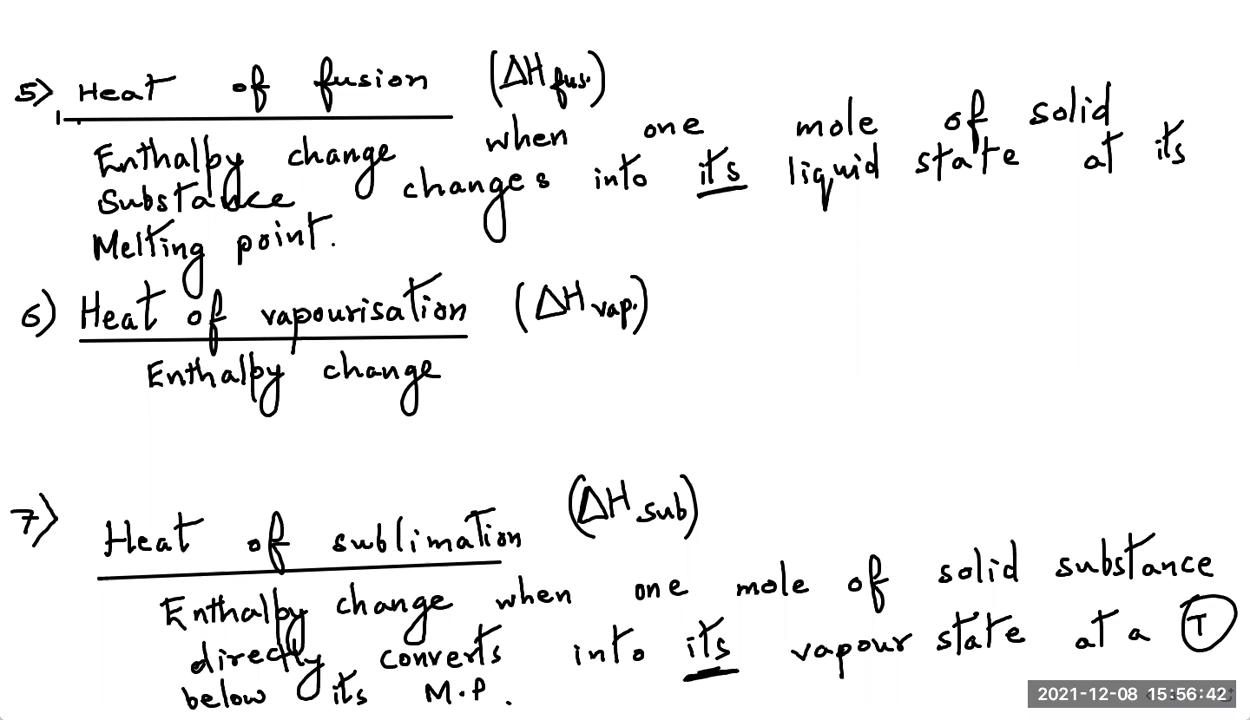 5) Heat of fusion (ΔH fus.)
Enthalpy change when one mole of solid
Substance changes into its liquid state at its
Melting point.
6) Heat of vapourisation (ΔH vap.)
Enthalpy change
7) Heat of sublimation (ΔH sub)
Enthalpy change when one mole of solid substance
directly converts into its vapour state at a T
below its M.P.
2021-12-08 15:56:42